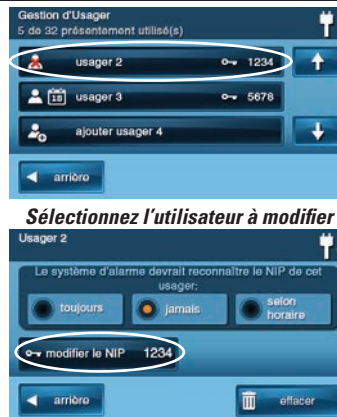 Gestion d'Usager
5 de 32 présentement utilisé(s)
usager 2 1234
18 usager 3 5678
ajouter usager 4
arrière
Sélectionnez l'utilisateur à modifier
Usager 2
Le système d'alarme devrait reconnaître le NIP de cet
usager:
toujours jamais selon
horaire
modifier le NIP 1234
arrière effacer